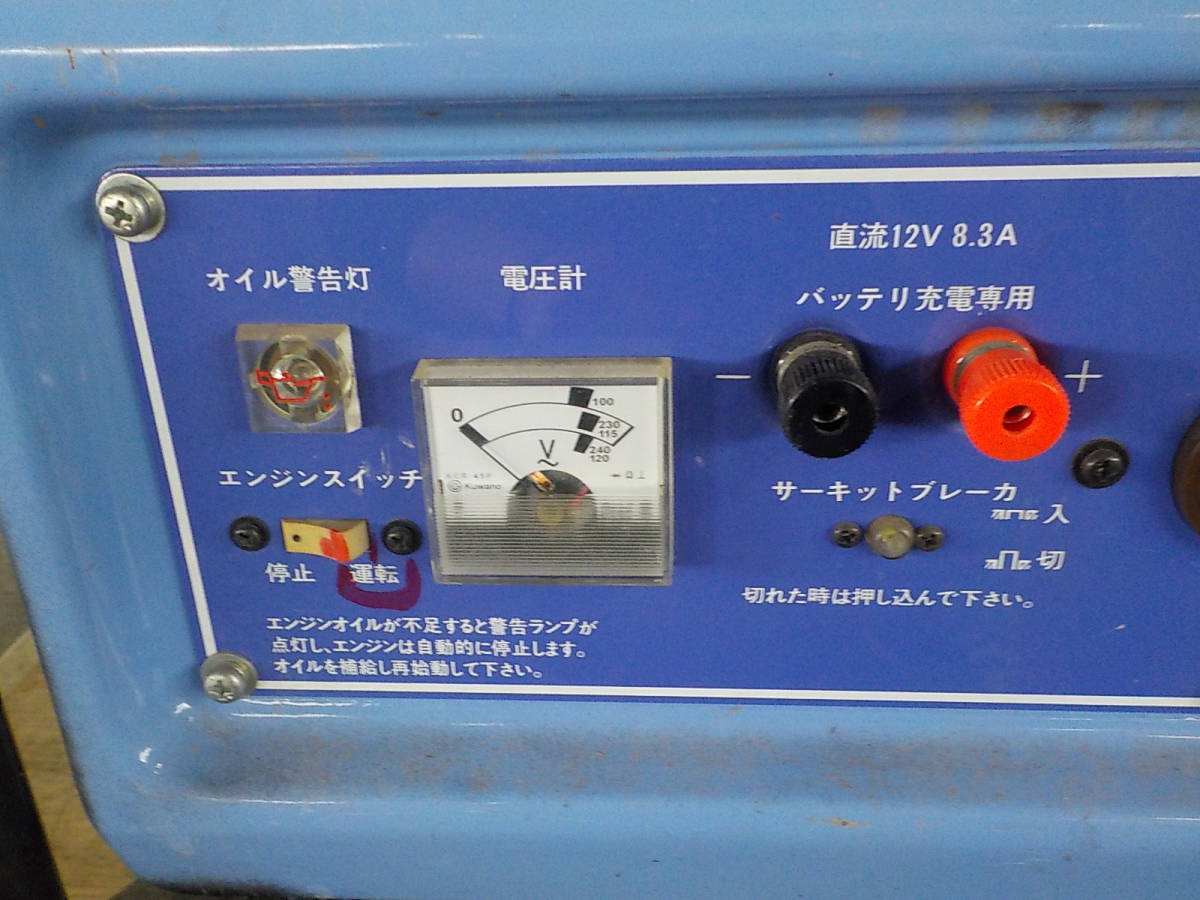 直流12V 8.3A
オイル警告灯
電圧計
バッテリ充電専用
− +
0
100
230
115
240
120
V
~
Kuwano
エンジンスイッチ
停止 運転
サーキットブレーカ
入
切
切れた時は押し込んで下さい。
エンジンオイルが不足すると警告ランプが
点灯し、エンジンは自動的に停止します。
オイルを補給し再始動して下さい。